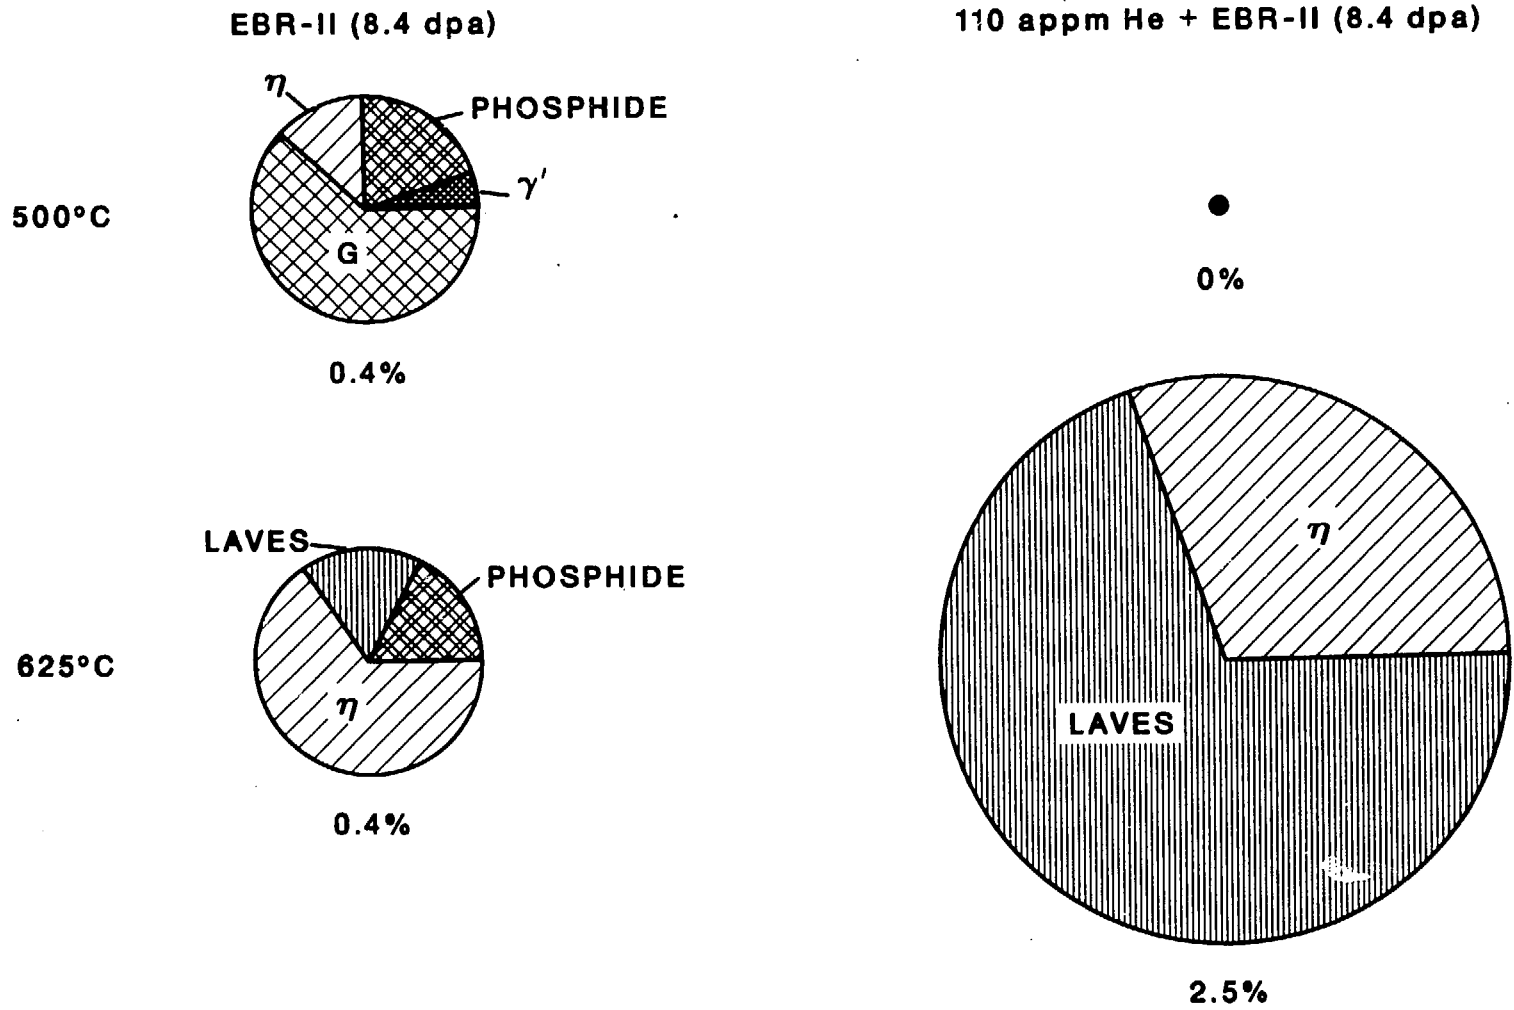 EBR-II (8.4 dpa)
110 appm He + EBR-II (8.4 dpa)
η
PHOSPHIDE
γ′
500°C
G
0%
0.4%
LAVES
PHOSPHIDE
η
625°C
η
LAVES
0.4%
2.5%